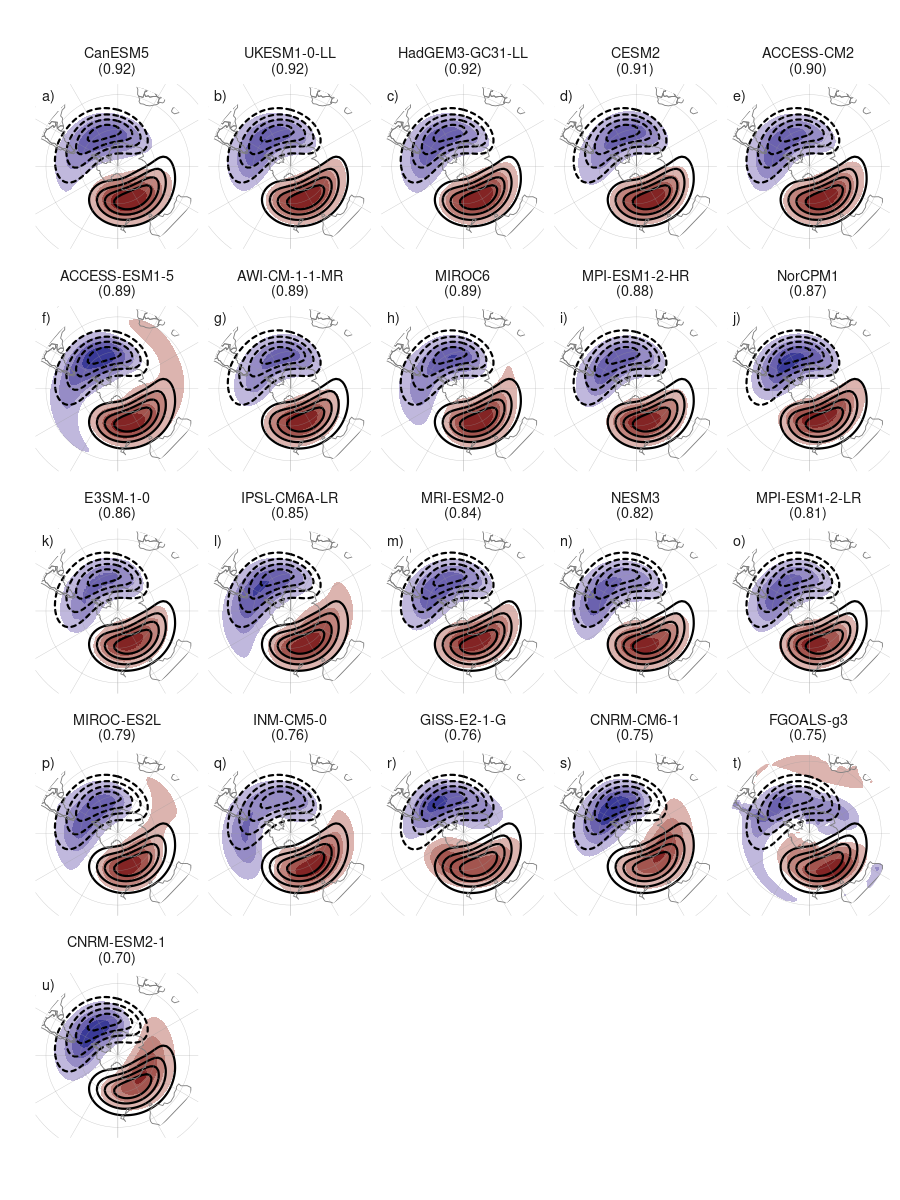 CanESM5
(0.92)
a)
UKESM1-0-LL
(0.92)
b)
HadGEM3-GC31-LL
(0.92)
c)
CESM2
(0.91)
d)
ACCESS-CM2
(0.90)
e)
ACCESS-ESM1-5
(0.89)
f)
AWI-CM-1-1-MR
(0.89)
g)
MIROC6
(0.89)
h)
MPI-ESM1-2-HR
(0.88)
i)
NorCPM1
(0.87)
j)
E3SM-1-0
(0.86)
k)
IPSL-CM6A-LR
(0.85)
l)
MRI-ESM2-0
(0.84)
m)
NESM3
(0.82)
n)
MPI-ESM1-2-LR
(0.81)
o)
MIROC-ES2L
(0.79)
p)
INM-CM5-0
(0.76)
q)
GISS-E2-1-G
(0.76)
r)
CNRM-CM6-1
(0.75)
s)
FGOALS-g3
(0.75)
t)
CNRM-ESM2-1
(0.70)
u)